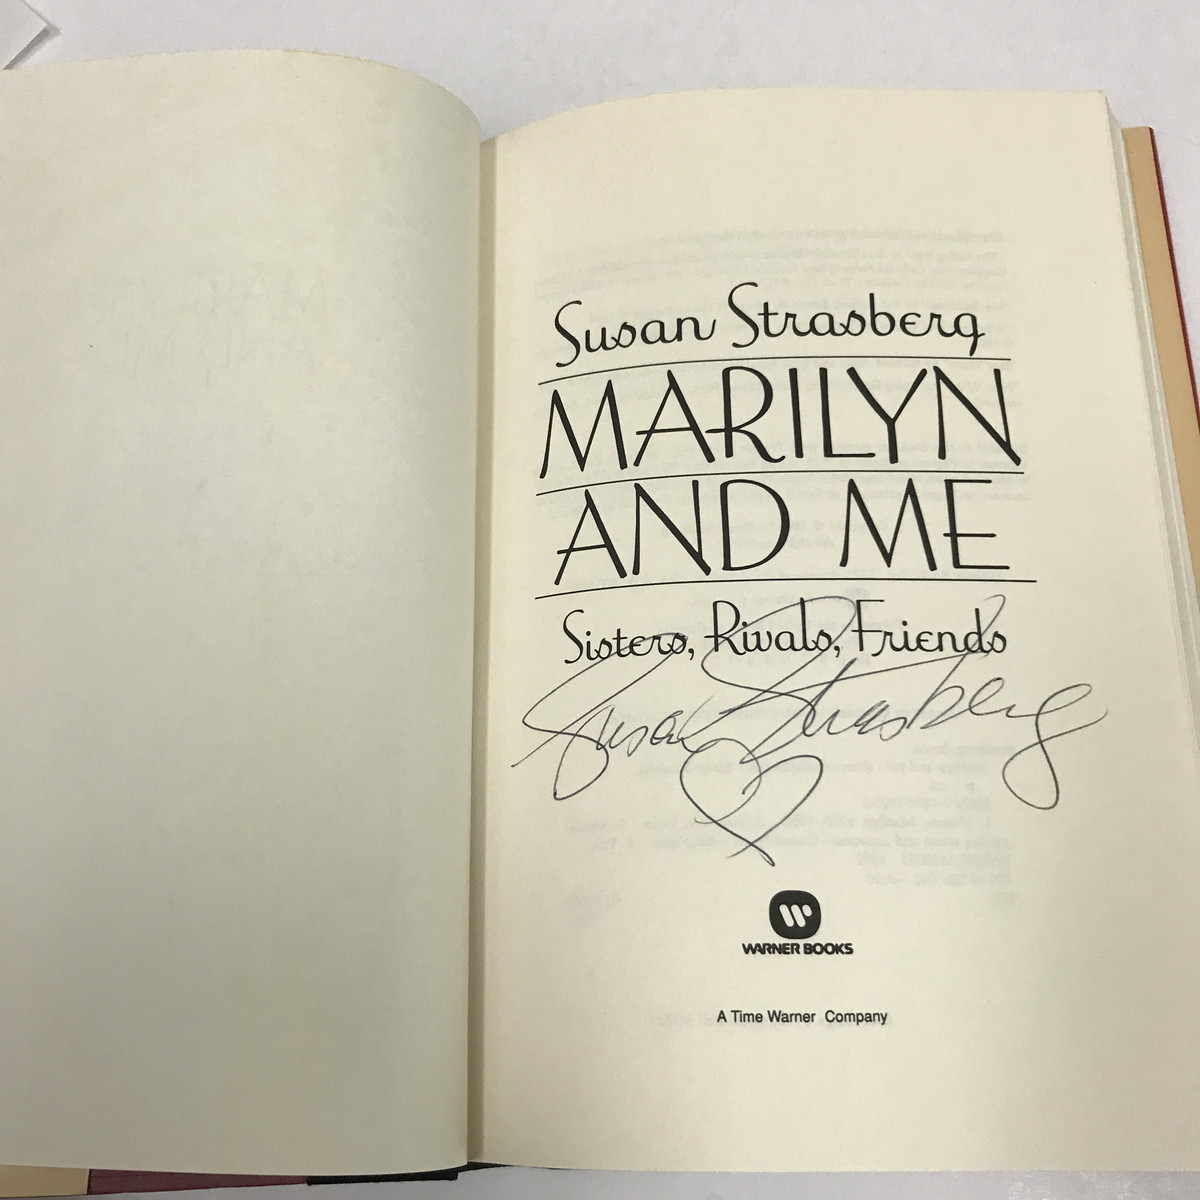 Susan Strasberg
MARILYN
AND ME
Sisters, Rivals, Friends
Susan Strasberg
WARNER BOOKS
A Time Warner Company